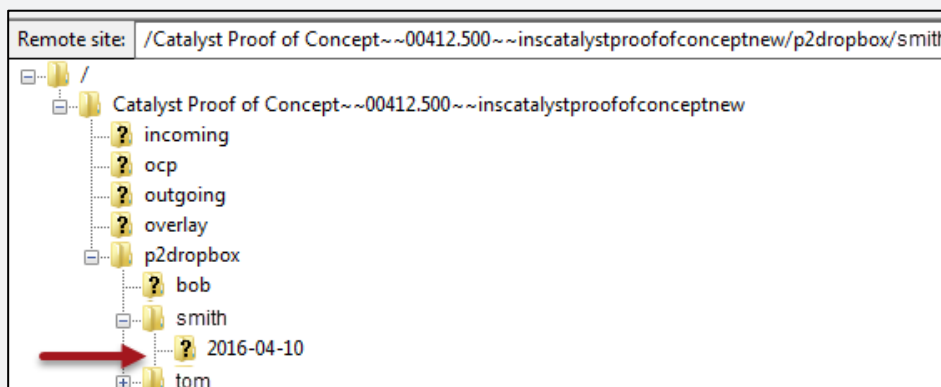 Remote site: /Catalyst Proof of Concept~~00412.500~~inscatalystproofofconceptnew/p2dropbox/smith
/
Catalyst Proof of Concept~~00412.500~~inscatalystproofofconceptnew
incoming
ocp
outgoing
overlay
p2dropbox
bob
smith
2016-04-10
tom